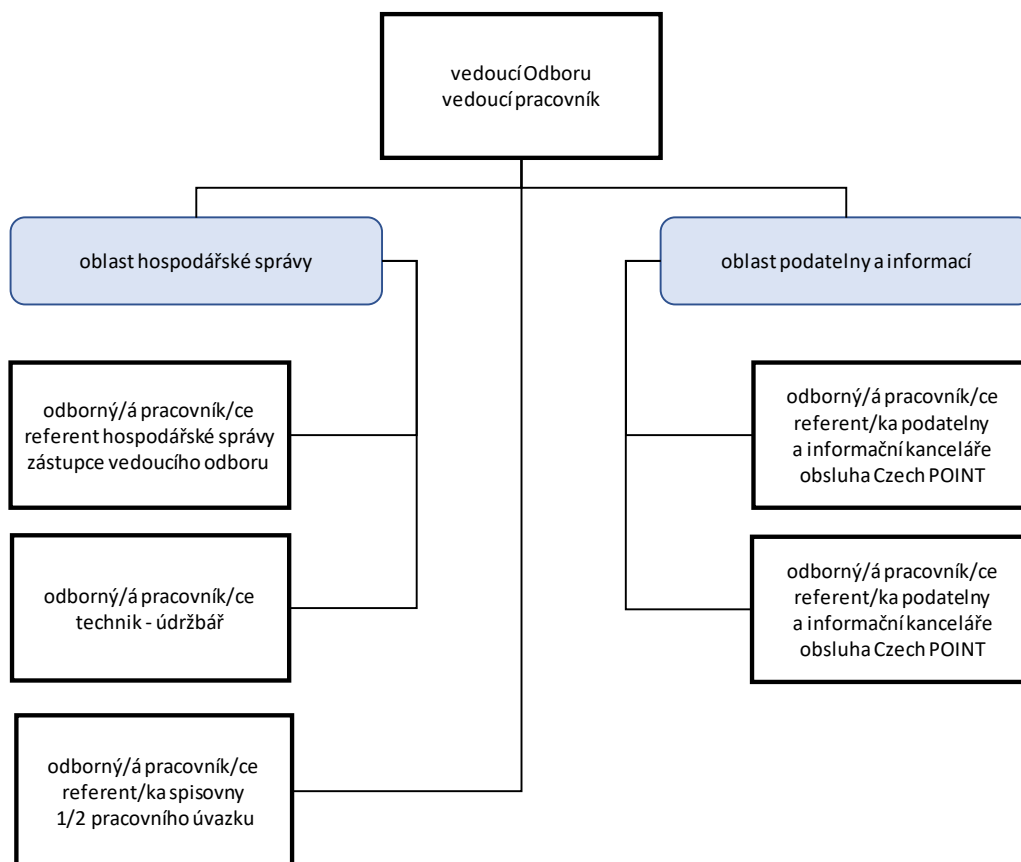 vedoucí Odboru
vedoucí pracovník
oblast hospodářské správy
oblast podatelny a informací
odborný/á pracovník/ce
referent hospodářské správy
zástupce vedoucího odboru
odborný/á pracovník/ce
referent/ka podatelny
a informační kanceláře
obsluha Czech POINT
odborný/á pracovník/ce
technik - údržbář
odborný/á pracovník/ce
referent/ka podatelny
a informační kanceláře
obsluha Czech POINT
odborný/á pracovník/ce
referent/ka spisovny
1/2 pracovního úvazku